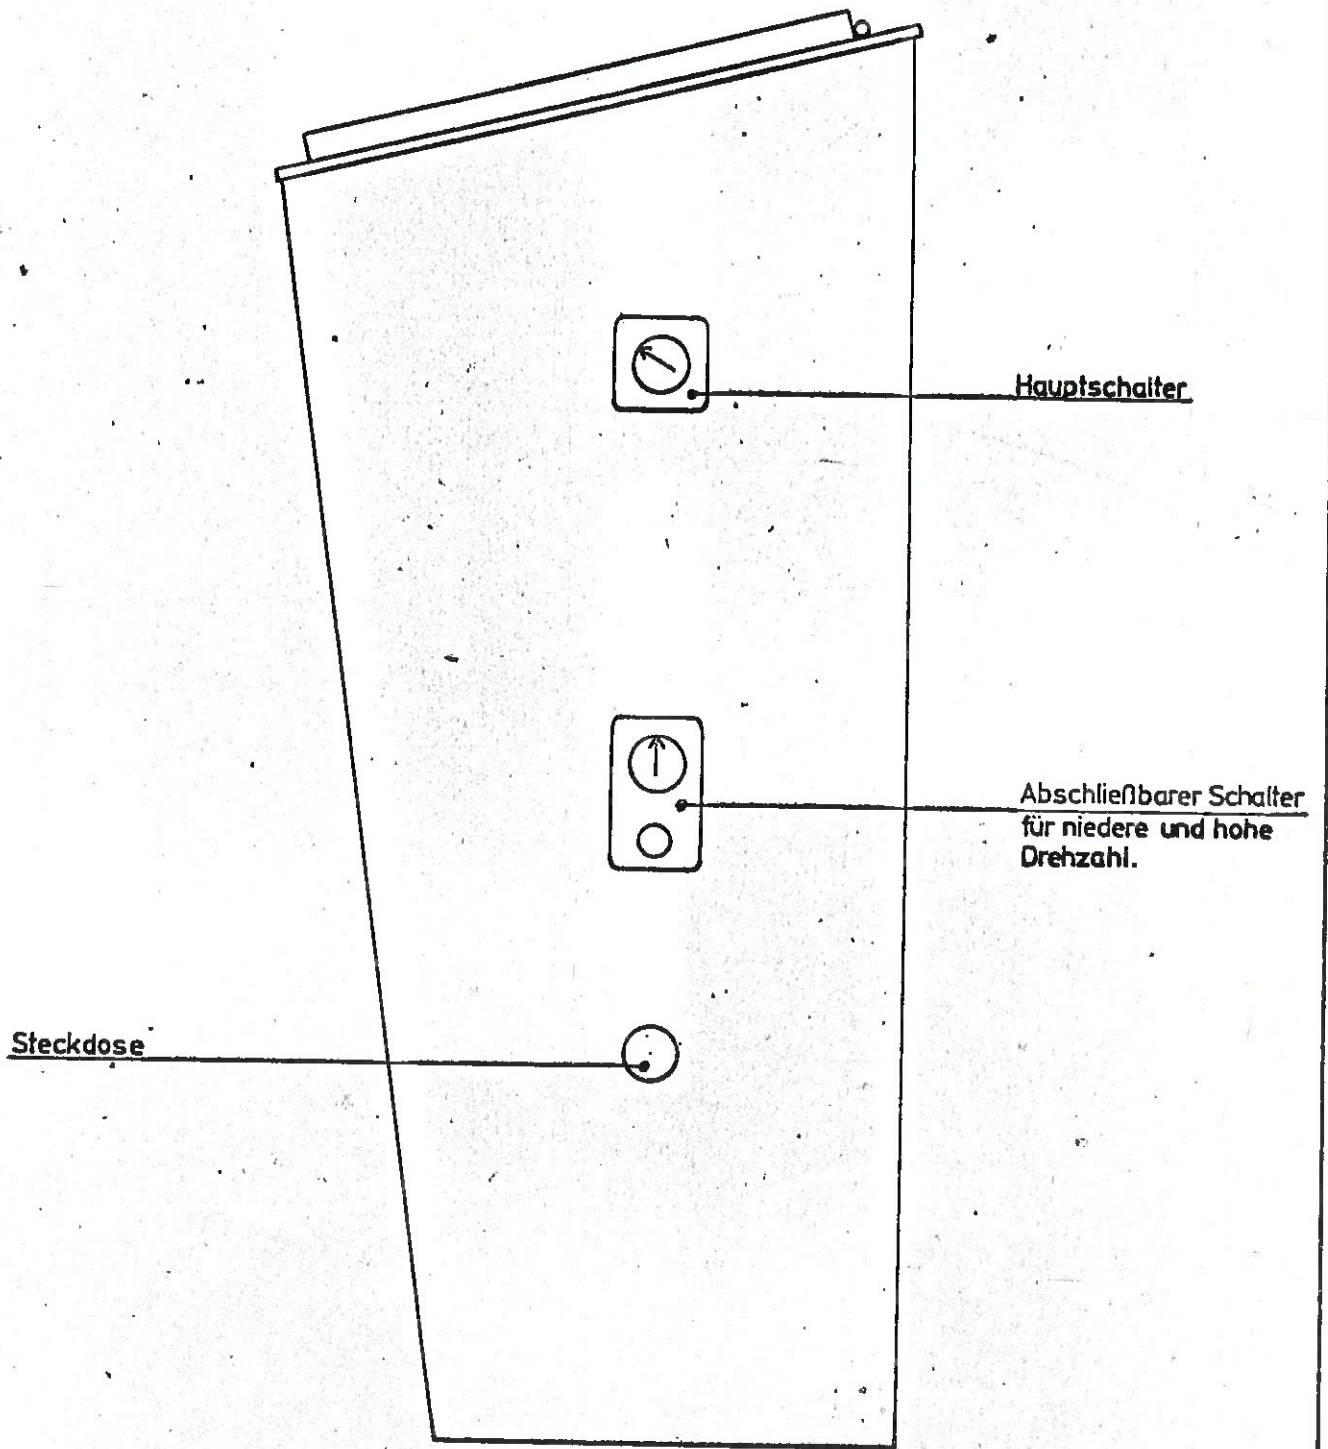 Hauptschalter
Abschließbarer Schalter
für niedere und hohe
Drehzahl.
Steckdose